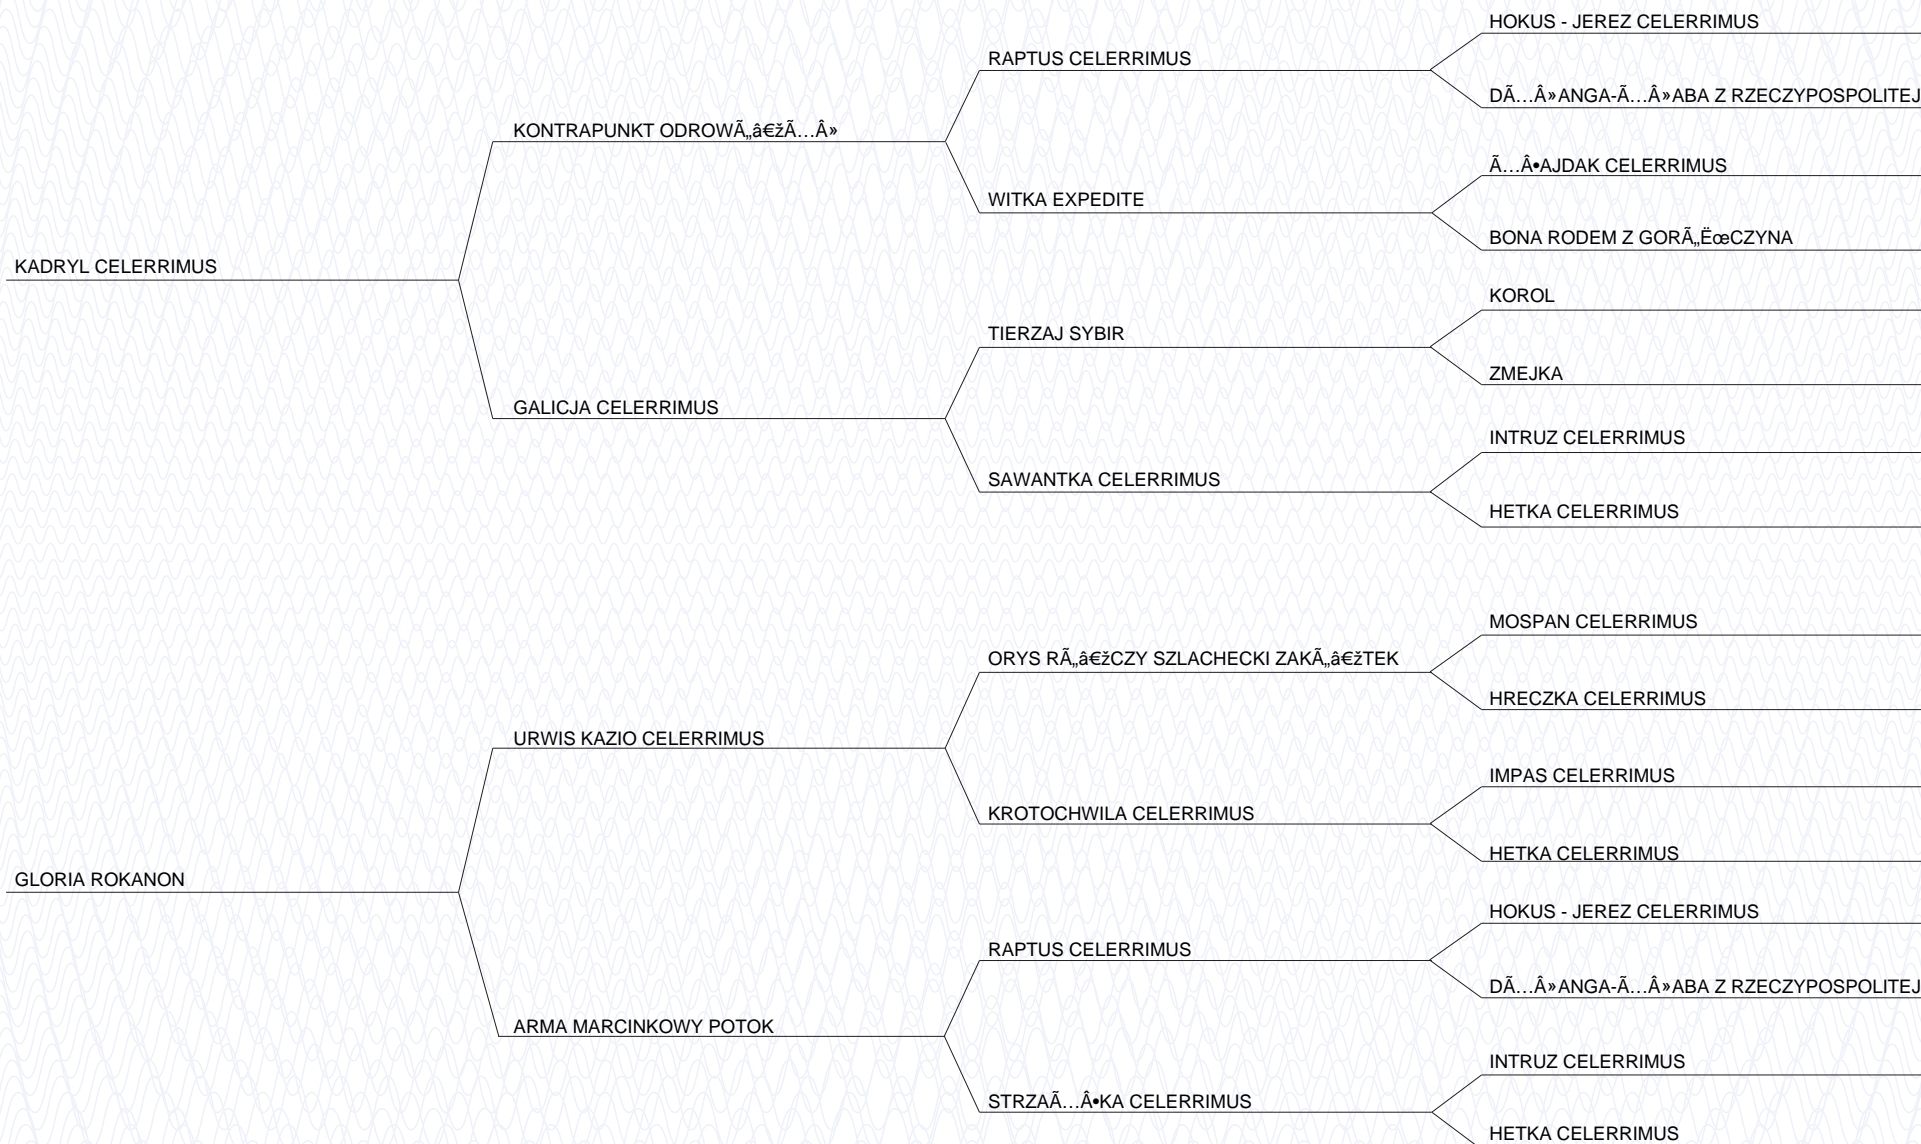 KADRYL CELERRIMUS
KONTRAPUNKT ODROWÃ„â€žÃ…Â»
RAPTUS CELERRIMUS
HOKUS - JEREZ CELERRIMUS
DÃ…Â»ANGA-Ã…Â»ABA Z RZECZYPOSPOLITEJ
WITKA EXPEDITE
Ã…Â•AJDAK CELERRIMUS
BONA RODEM Z GORÃ„ËœCZYNA
GALICJA CELERRIMUS
TIERZAJ SYBIR
KOROL
ZMEJKA
SAWANTKA CELERRIMUS
INTRUZ CELERRIMUS
HETKA CELERRIMUS
GLORIA ROKANON
URWIS KAZIO CELERRIMUS
ORYS RÃ„â€žCZY SZLACHECKI ZAKÃ„â€žTEK
MOSPAN CELERRIMUS
HRECZKA CELERRIMUS
KROTOCHWILA CELERRIMUS
IMPAS CELERRIMUS
HETKA CELERRIMUS
ARMA MARCINKOWY POTOK
RAPTUS CELERRIMUS
HOKUS - JEREZ CELERRIMUS
DÃ…Â»ANGA-Ã…Â»ABA Z RZECZYPOSPOLITEJ
STRZAÃ…Â•KA CELERRIMUS
INTRUZ CELERRIMUS
HETKA CELERRIMUS